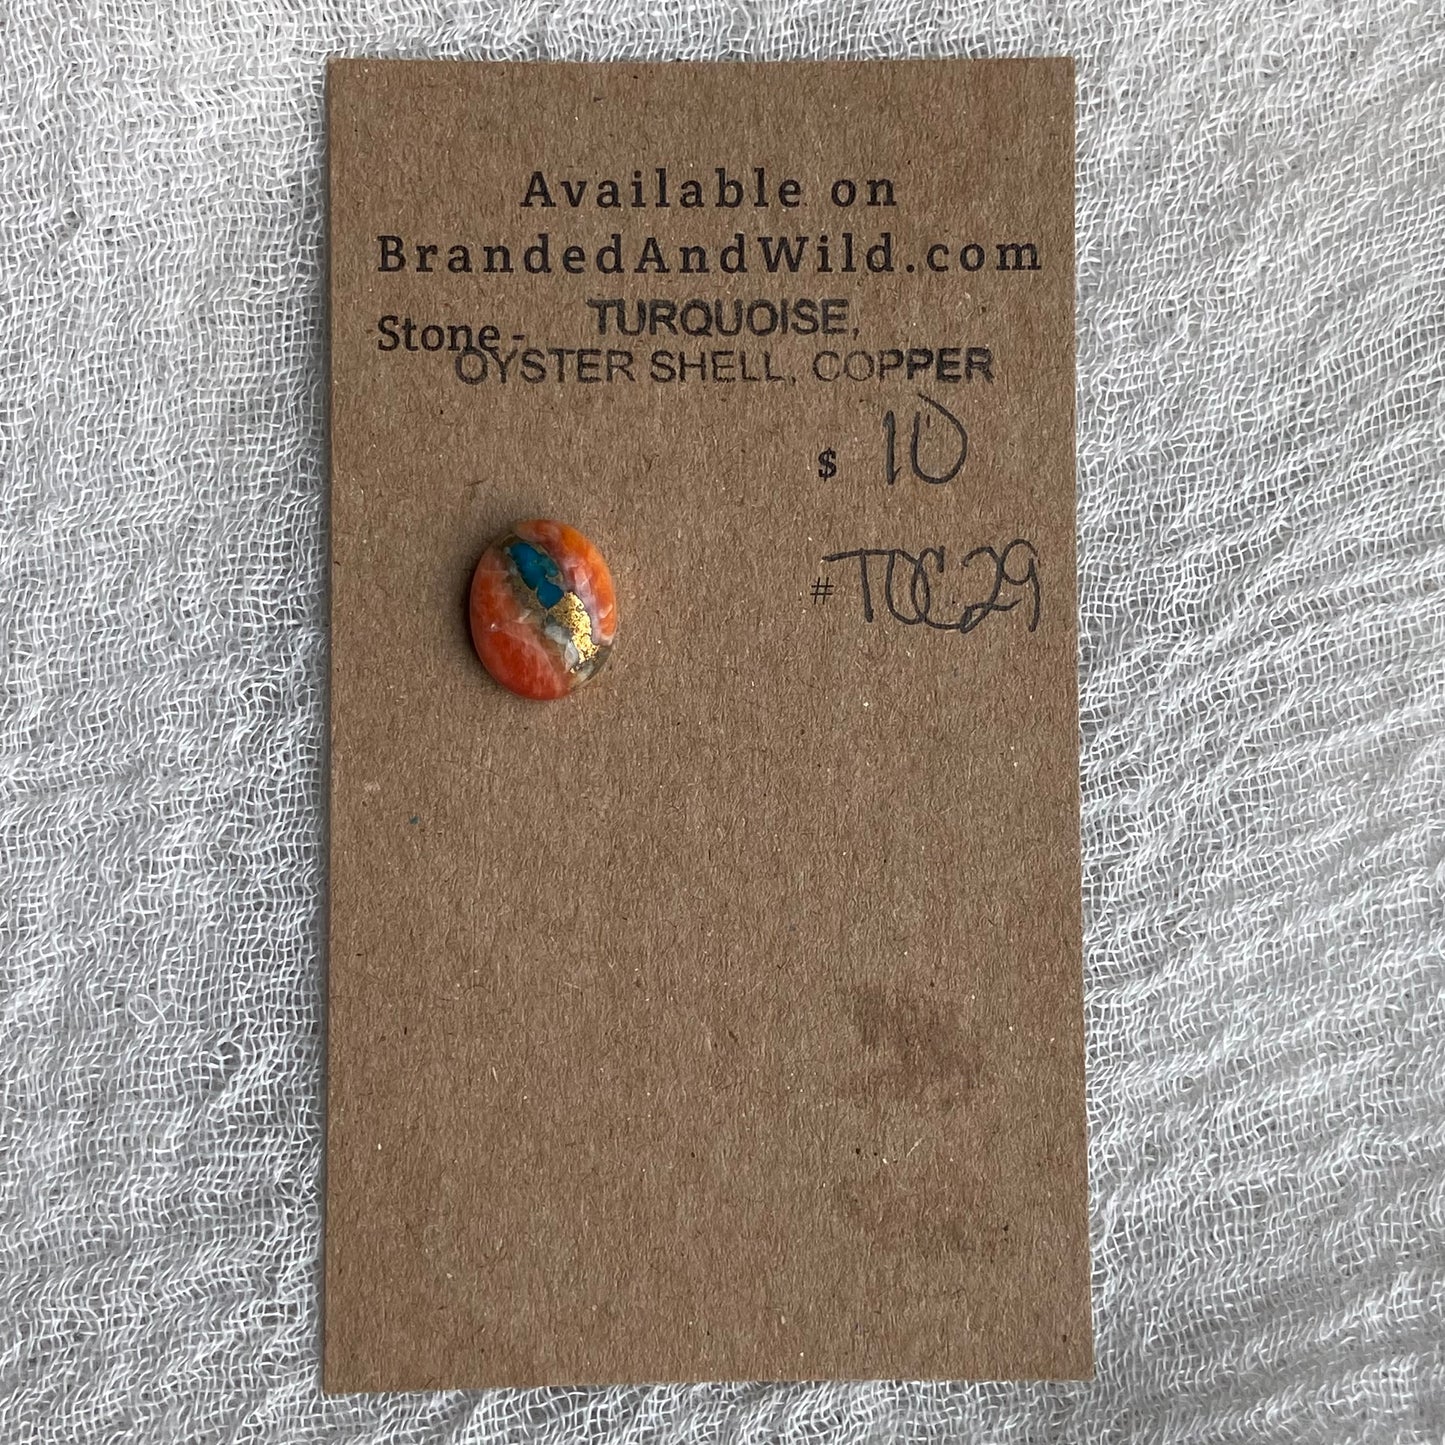 Available on
BrandedAndWild.com
Stone - TURQUOISE,
OYSTER SHELL, COPPER
$ 10
# TOC29